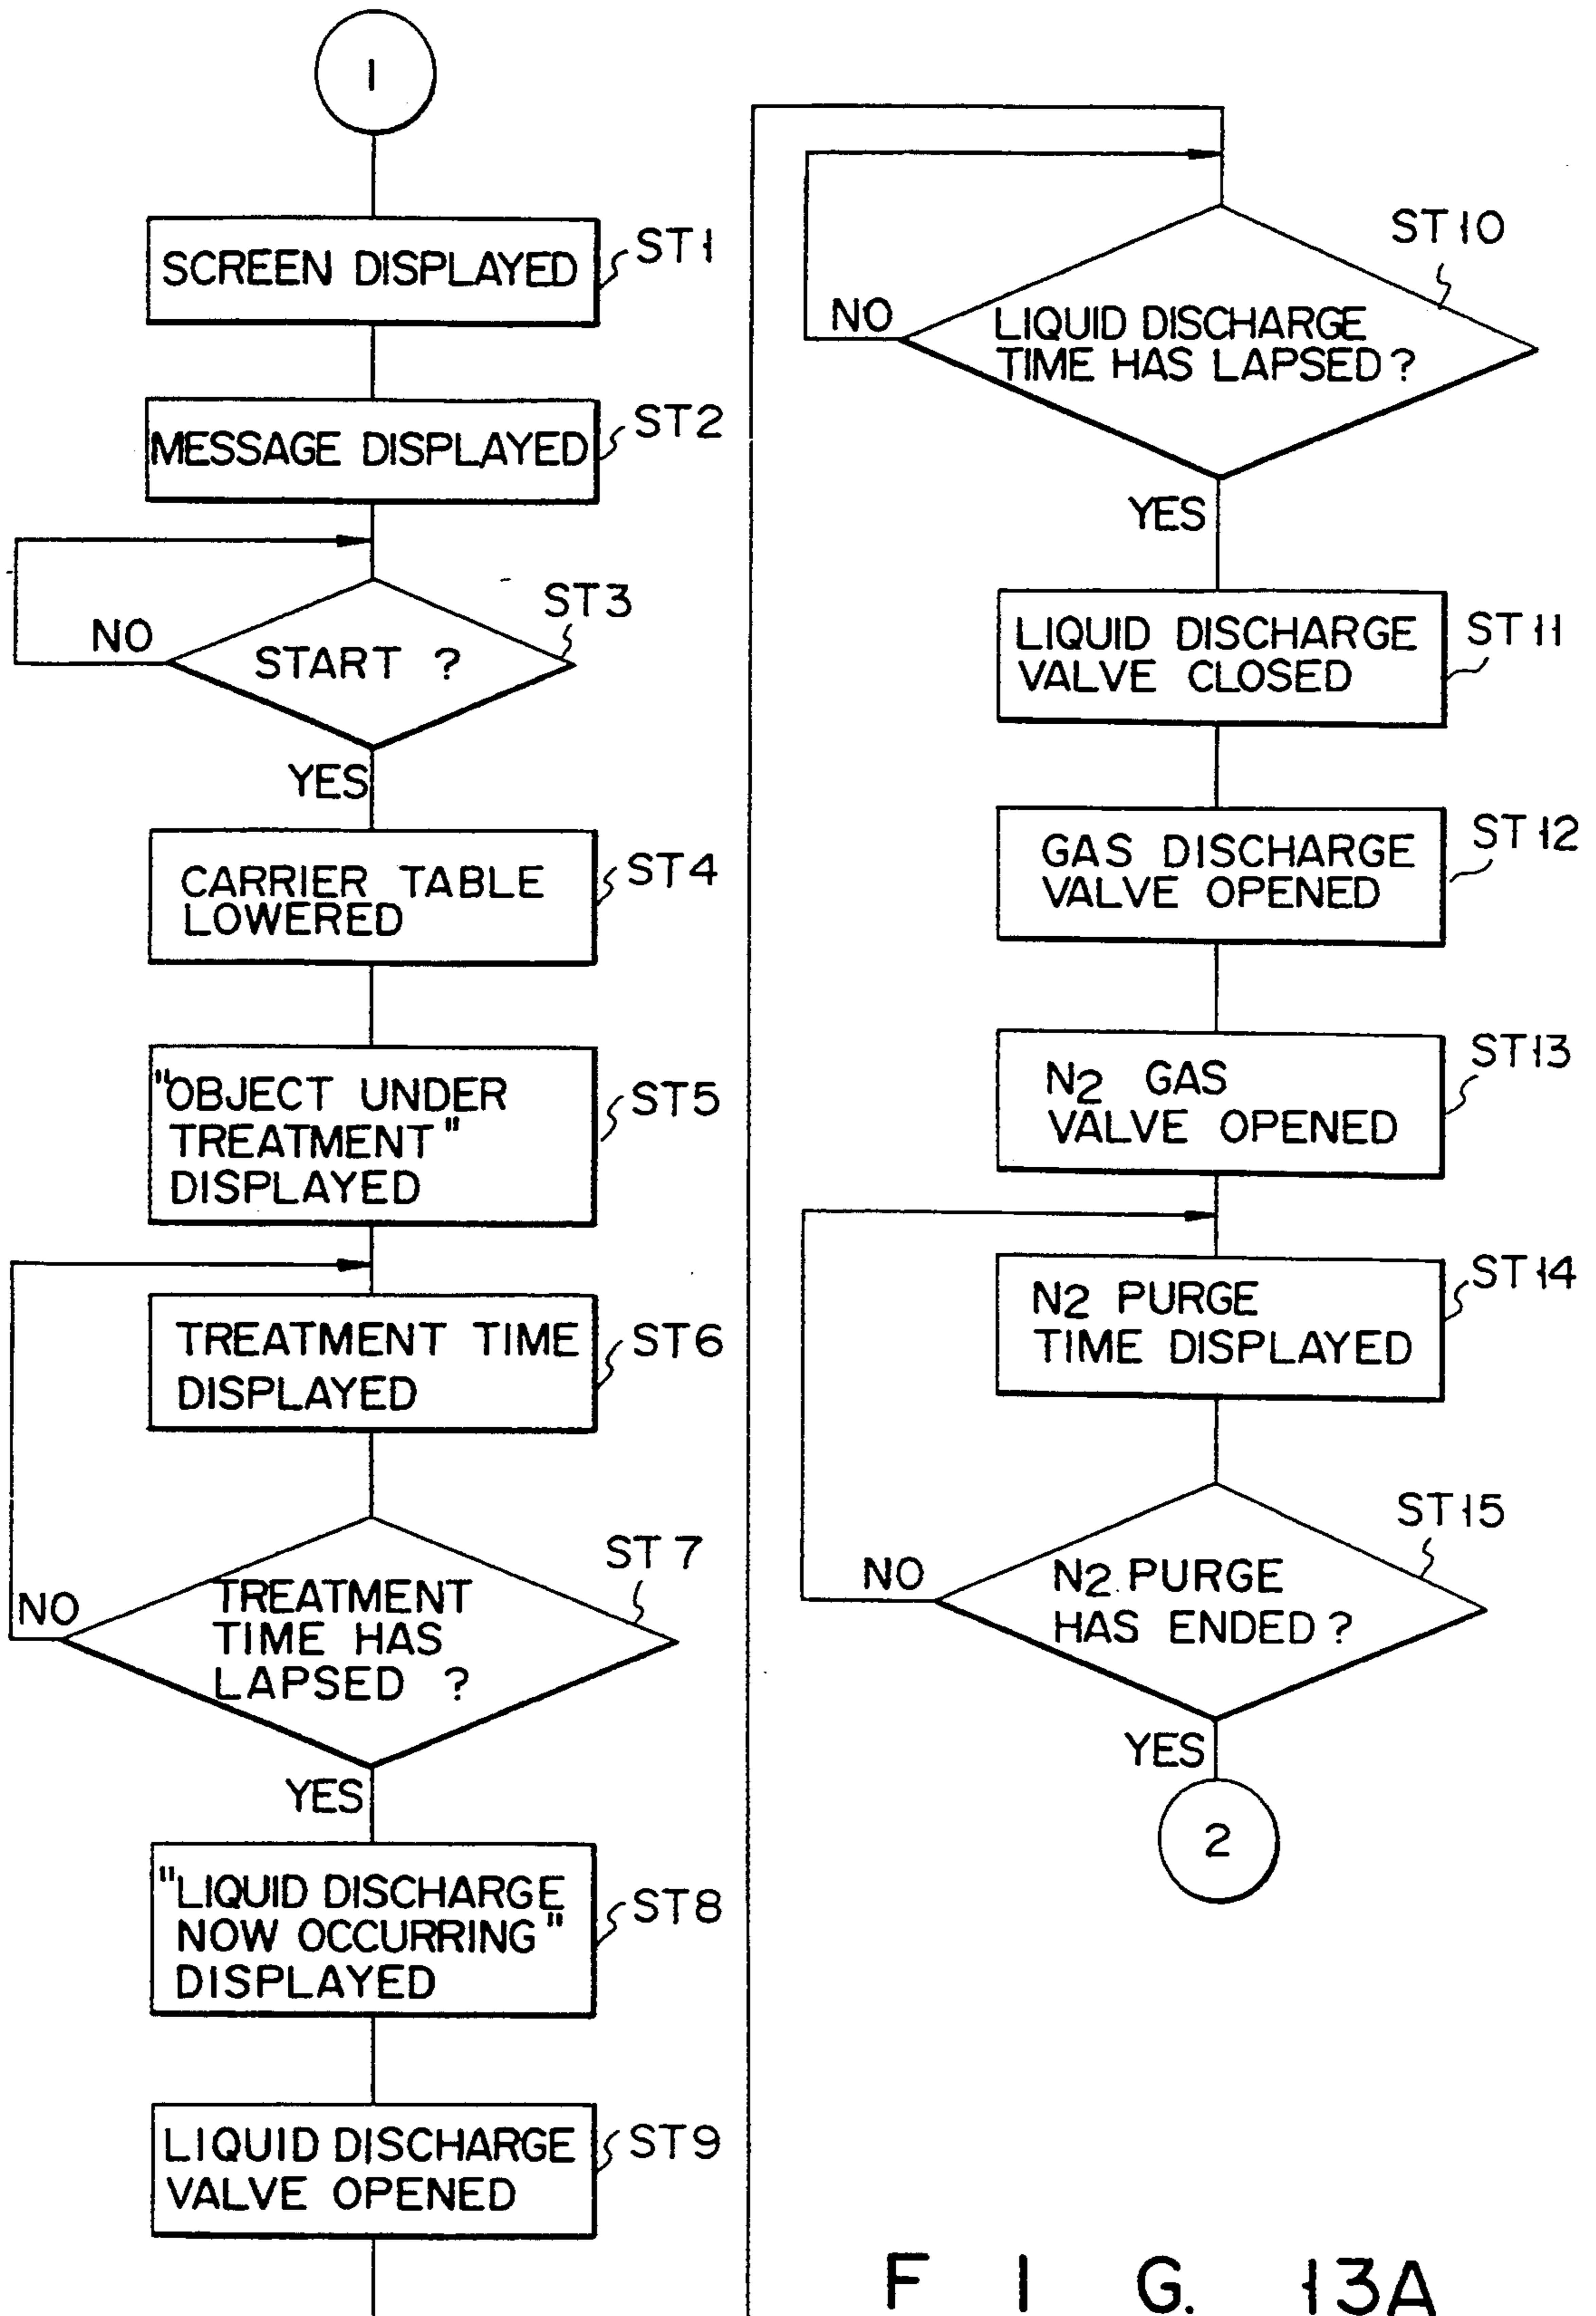 1
SCREEN DISPLAYED
ST1
MESSAGE DISPLAYED
ST2
START ?
ST3
NO
YES
CARRIER TABLE
LOWERED
ST4
"OBJECT UNDER
TREATMENT"
DISPLAYED
ST5
TREATMENT TIME
DISPLAYED
ST6
TREATMENT
TIME HAS
LAPSED ?
ST7
NO
YES
"LIQUID DISCHARGE
NOW OCCURRING"
DISPLAYED
ST8
LIQUID DISCHARGE
VALVE OPENED
ST9
LIQUID DISCHARGE
TIME HAS LAPSED ?
ST10
NO
YES
LIQUID DISCHARGE
VALVE CLOSED
ST11
GAS DISCHARGE
VALVE OPENED
ST12
N2 GAS
VALVE OPENED
ST13
N2 PURGE
TIME DISPLAYED
ST14
N2 PURGE
HAS ENDED ?
ST15
NO
YES
2
FIG. 13A